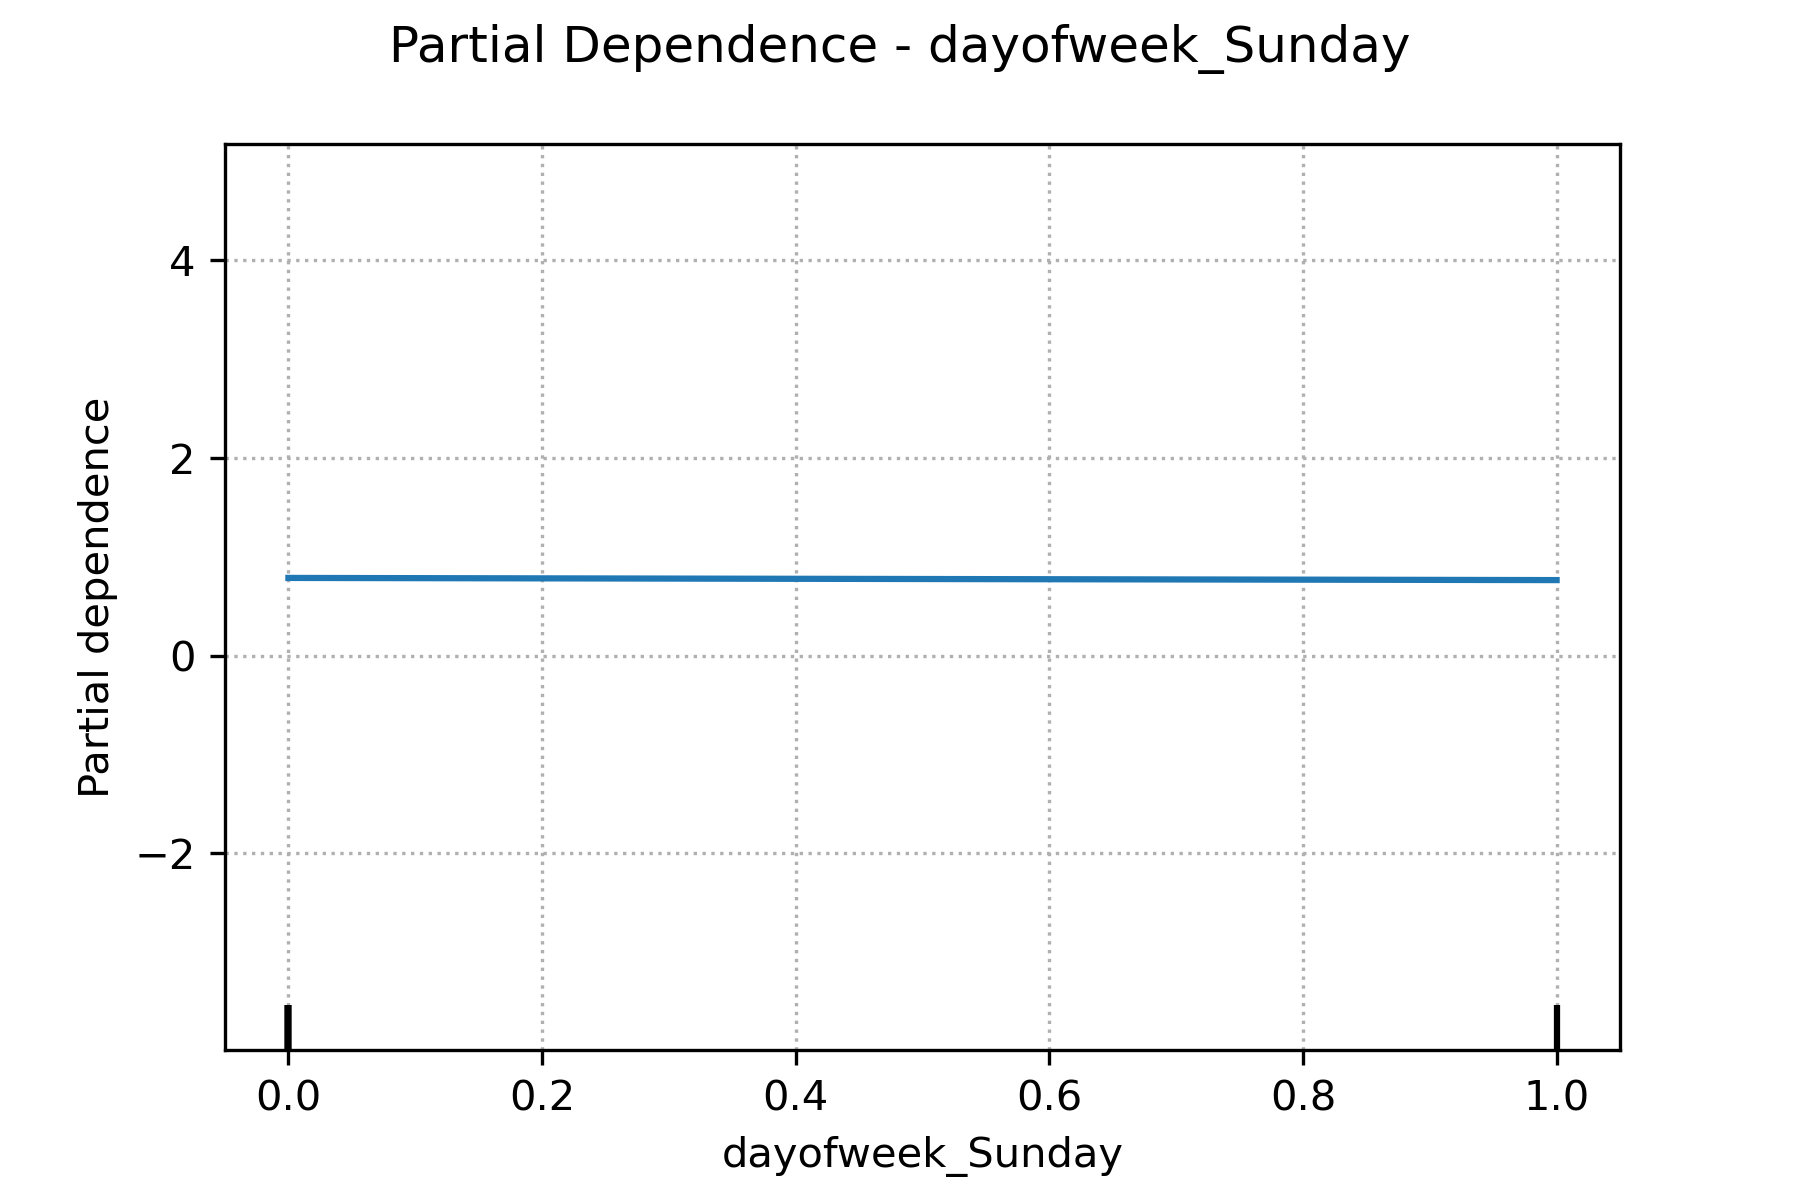 Partial Dependence - dayofweek_Sunday
Partial dependence
4
2
0
−2
0.0 0.2 0.4 0.6 0.8 1.0
dayofweek_Sunday